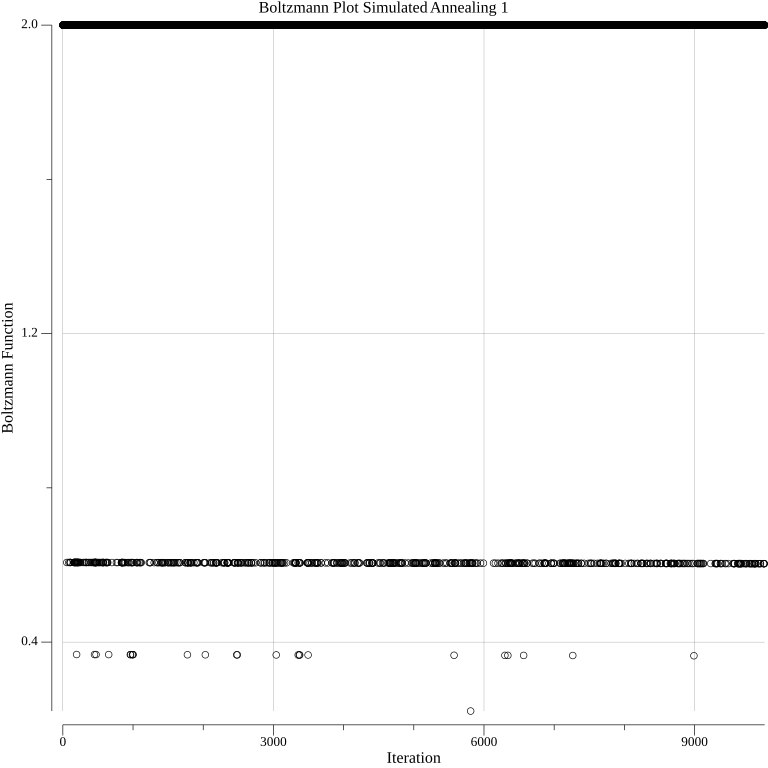 Boltzmann Plot Simulated Annealing 1
2.0
1.2
0.4
Boltzmann Function
0 3000 6000 9000
Iteration